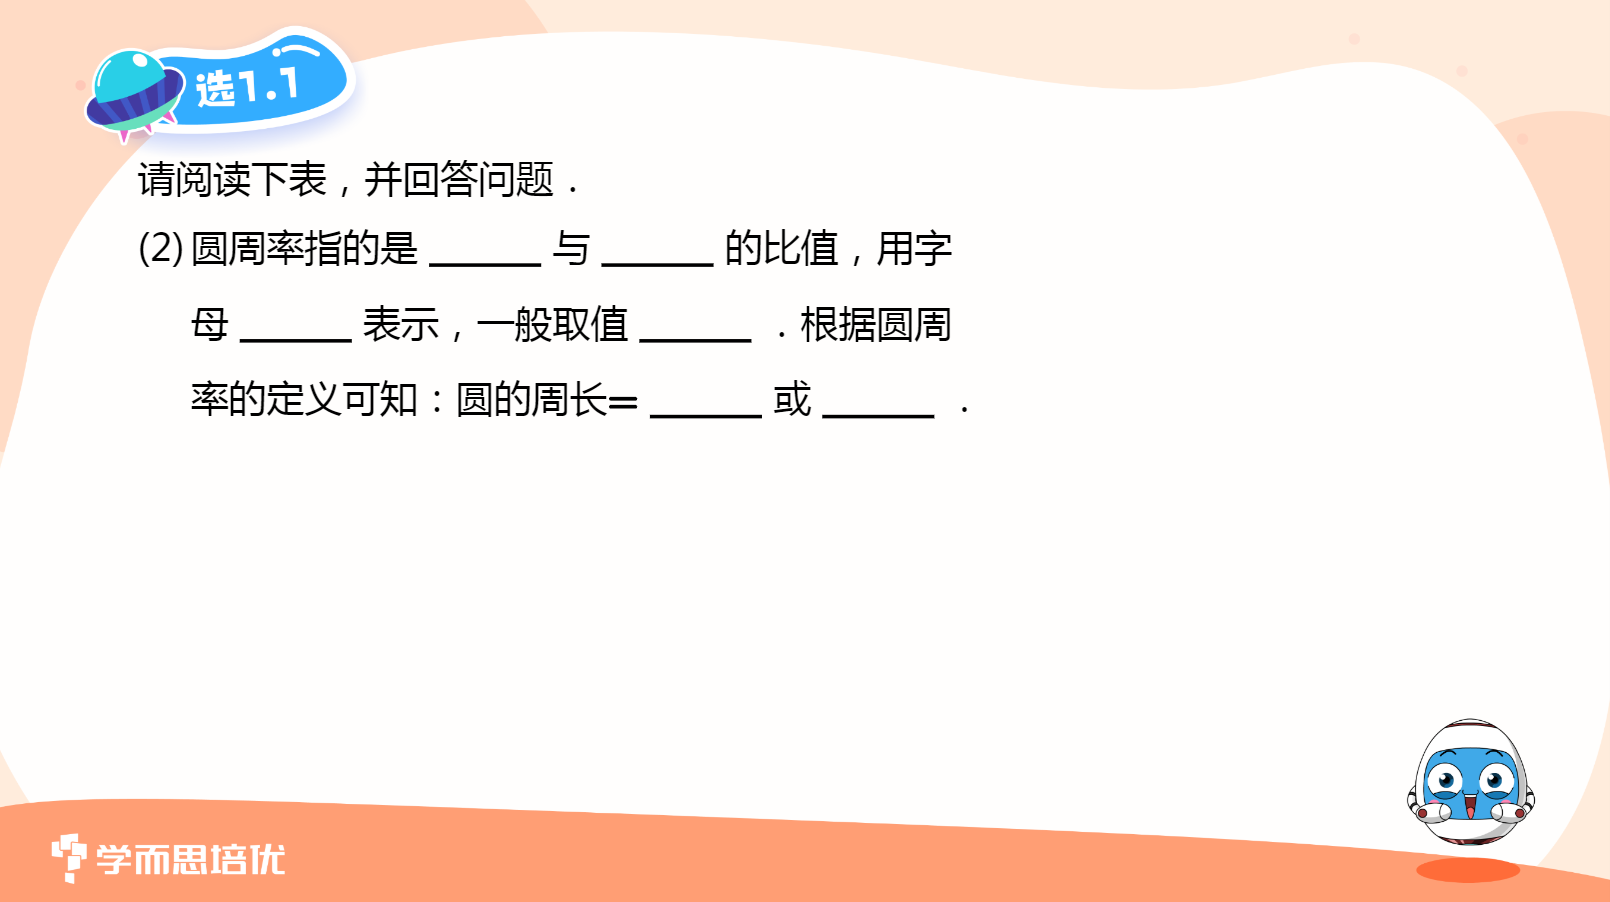 选1.1
请阅读下表，并回答问题．
(2) 圆周率指的是 ______ 与 ______ 的比值，用字
母 ______ 表示，一般取值 ______ ．根据圆周
率的定义可知：圆的周长= ______ 或 ______ ．
学而思培优